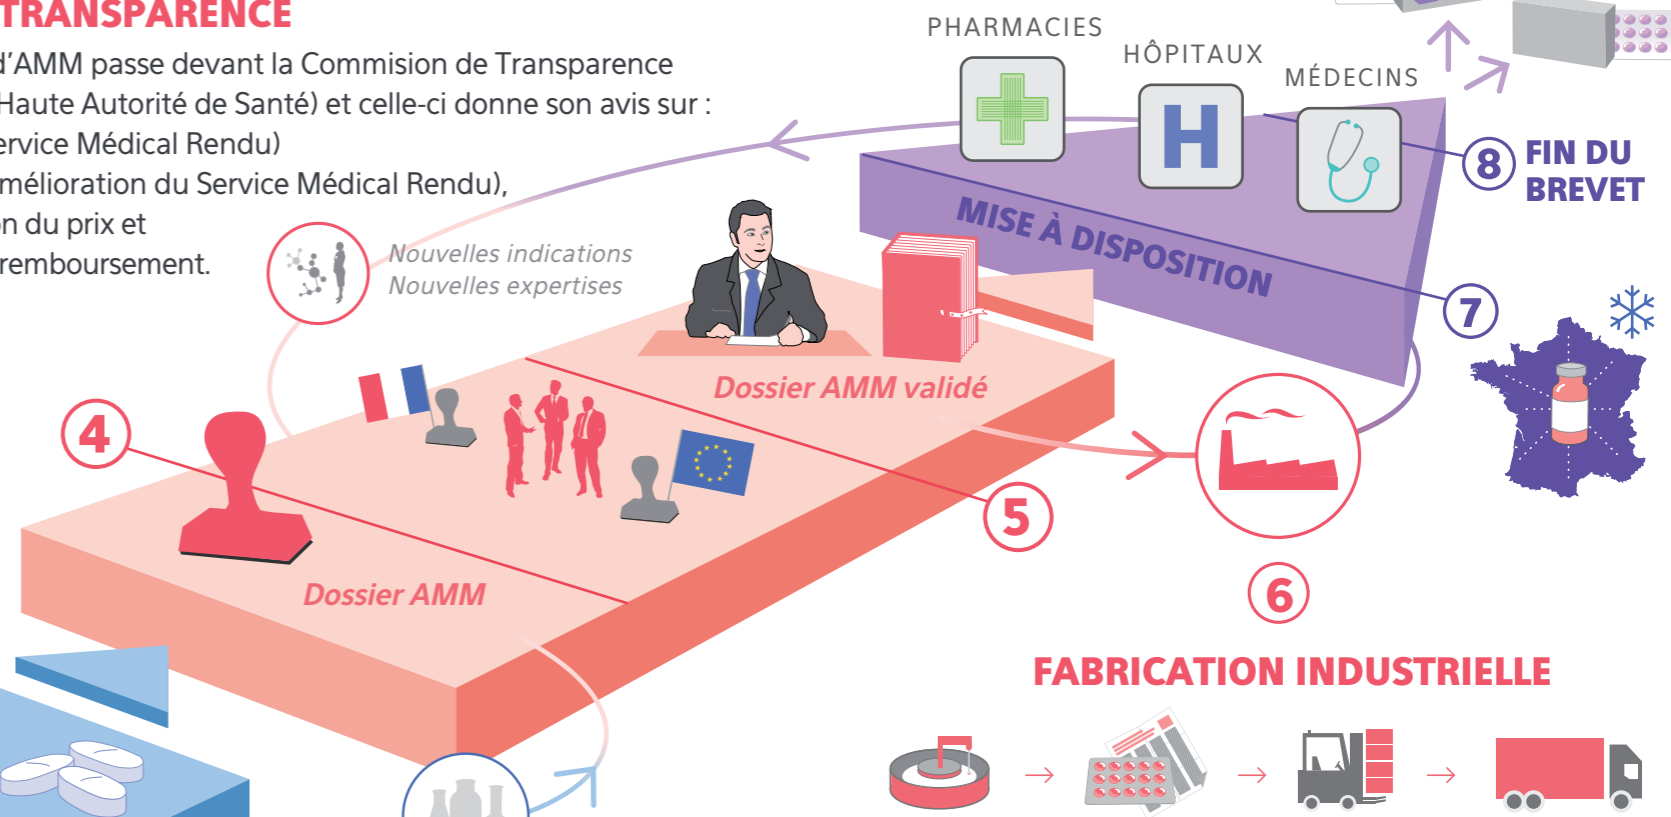 TRANSPARENCE
d'AMM passe devant la Commision de Transparence
Haute Autorité de Santé) et celle-ci donne son avis sur :
ervice Médical Rendu)
mélioration du Service Médical Rendu),
on du prix et
remboursement.
Nouvelles indications
Nouvelles expertises
PHARMACIES
HÔPITAUX
MÉDECINS
H
8 FIN DU
BREVET
MISE À DISPOSITION
7
Dossier AMM validé
4
5
Dossier AMM
6
FABRICATION INDUSTRIELLE